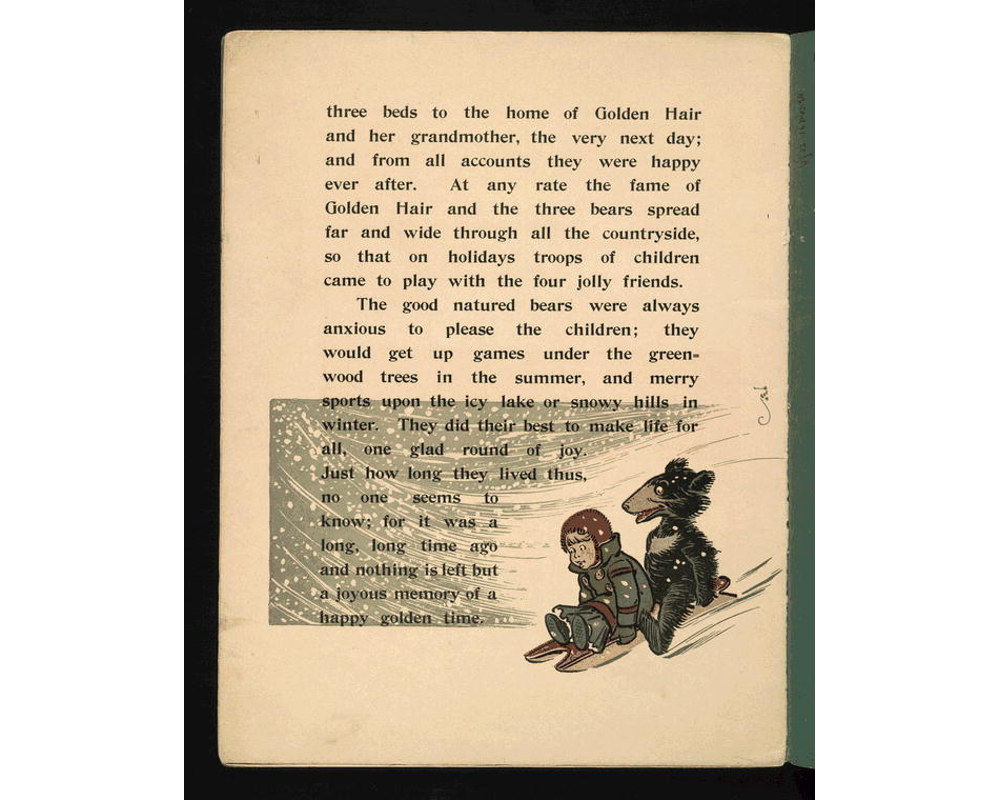 three beds to the home of Golden Hair
and her grandmother, the very next day;
and from all accounts they were happy
ever after. At any rate the fame of
Golden Hair and the three bears spread
far and wide through all the countryside,
so that on holidays troops of children
came to play with the four jolly friends.
The good natured bears were always
anxious to please the children; they
would get up games under the green-
wood trees in the summer, and merry
sports upon the icy lake or snowy hills in
winter. They did their best to make life for
all, one glad round of joy.
Just how long they lived thus,
no one seems to
know; for it was a
long, long time ago
and nothing is left but
a joyous memory of a
happy golden time.